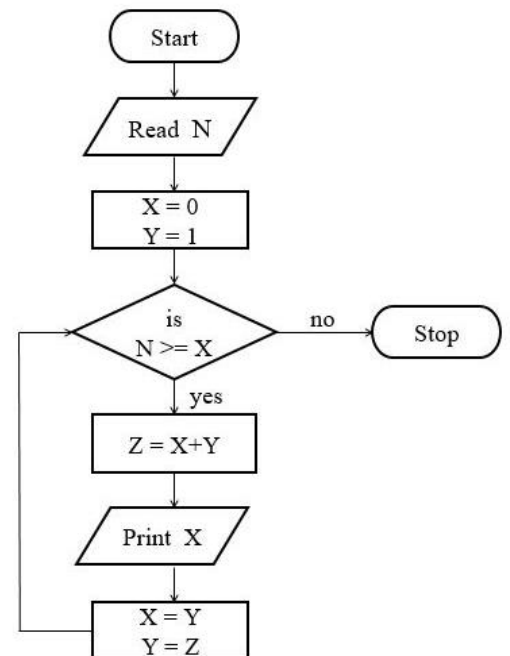 Start
Read N
X = 0
Y = 1
is
N >= X
no
Stop
yes
Z = X+Y
Print X
X = Y
Y = Z